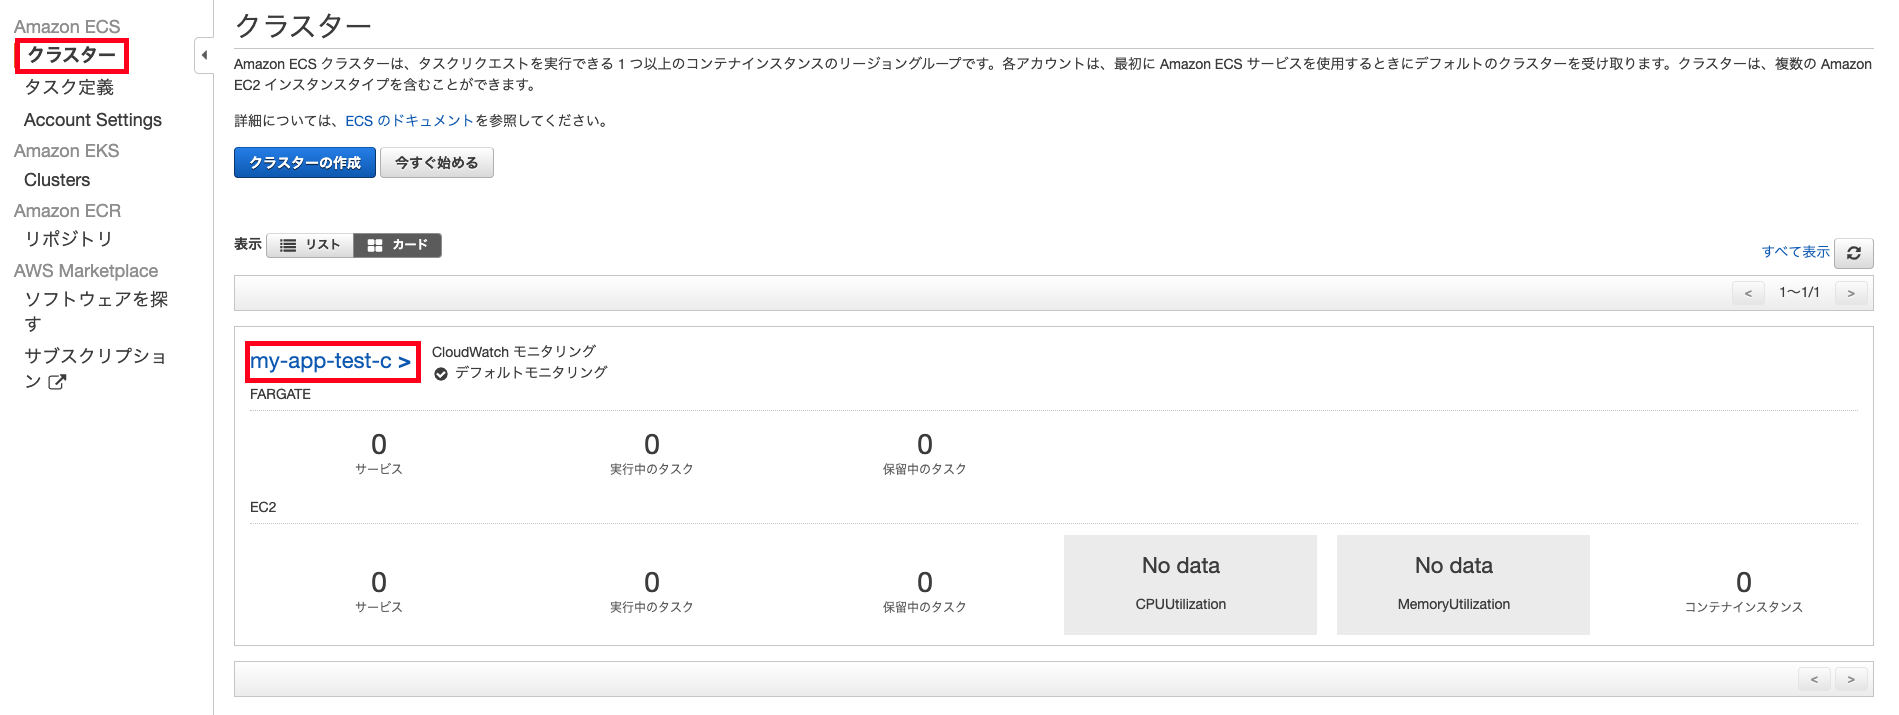 Amazon ECS
クラスター
タスク定義
Account Settings
Amazon EKS
Clusters
Amazon ECR
リポジトリ
AWS Marketplace
ソフトウェアを探
す
サブスクリプショ
ン
クラスター
Amazon ECS クラスターは、タスクリクエストを実行できる 1 つ以上のコンテナインスタンスのリージョングループです。各アカウントは、最初に Amazon ECS サービスを使用するときにデフォルトのクラスターを受け取ります。クラスターは、複数の Amazon
EC2 インスタンスタイプを含むことができます。
詳細については、ECS のドキュメントを参照してください。
クラスターの作成 今すぐ始める
表示 リスト カード
すべて表示
< 1〜1/1 >
my-app-test-c >
CloudWatch モニタリング
デフォルトモニタリング
FARGATE
0 0 0
サービス 実行中のタスク 保留中のタスク
EC2
0 0 0 No data No data 0
サービス 実行中のタスク 保留中のタスク CPUUtilization MemoryUtilization コンテナインスタンス
< >